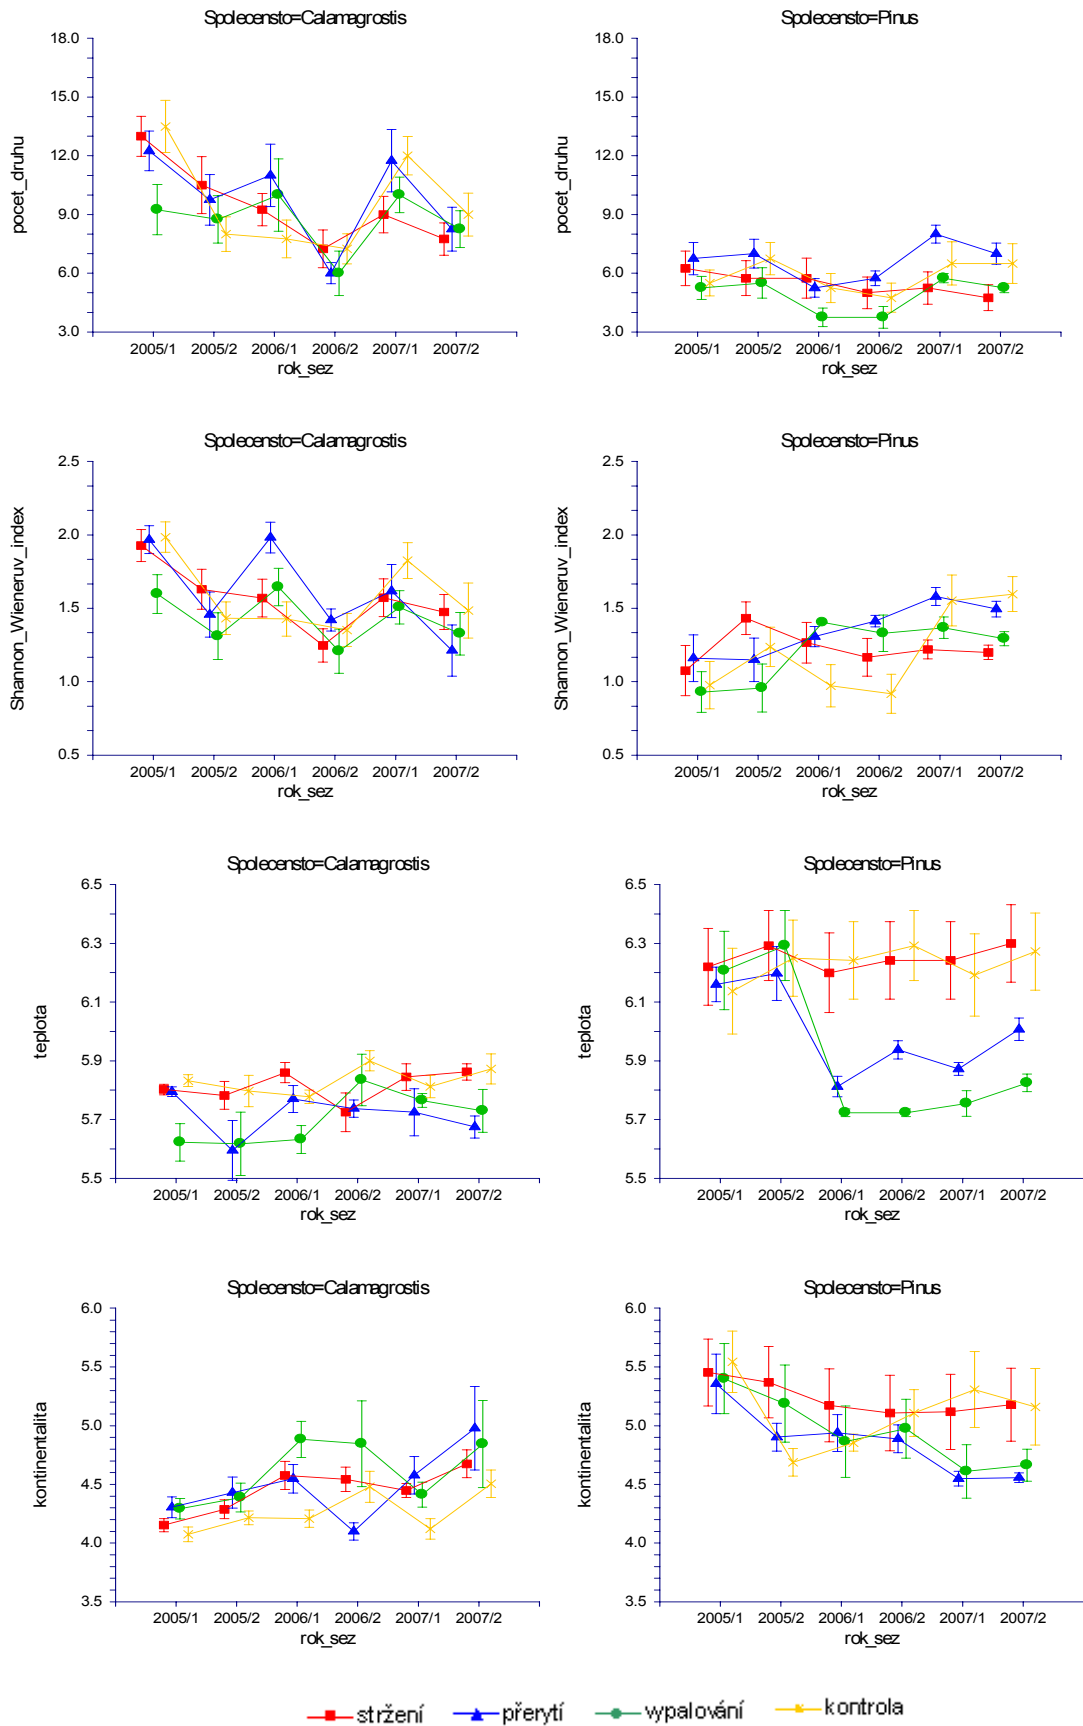 Spolecensto=Calamagrostis
pocet_druhu
18.0
15.0
12.0
9.0
6.0
3.0
2005/1 2005/2 2006/1 2006/2 2007/1 2007/2
rok_sez
Spolecensto=Pinus
pocet_druhu
18.0
15.0
12.0
9.0
6.0
3.0
2005/1 2005/2 2006/1 2006/2 2007/1 2007/2
rok_sez
Spolecensto=Calamagrostis
Shannon_Wieneruv_index
2.5
2.0
1.5
1.0
0.5
2005/1 2005/2 2006/1 2006/2 2007/1 2007/2
rok_sez
Spolecensto=Pinus
Shannon_Wieneruv_index
2.5
2.0
1.5
1.0
0.5
2005/1 2005/2 2006/1 2006/2 2007/1 2007/2
rok_sez
Spolecensto=Calamagrostis
teplota
6.5
6.3
6.1
5.9
5.7
5.5
2005/1 2005/2 2006/1 2006/2 2007/1 2007/2
rok_sez
Spolecensto=Pinus
teplota
6.5
6.3
6.1
5.9
5.7
5.5
2005/1 2005/2 2006/1 2006/2 2007/1 2007/2
rok_sez
Spolecensto=Calamagrostis
kontinentalita
6.0
5.5
5.0
4.5
4.0
3.5
2005/1 2005/2 2006/1 2006/2 2007/1 2007/2
rok_sez
Spolecensto=Pinus
kontinentalita
6.0
5.5
5.0
4.5
4.0
3.5
2005/1 2005/2 2006/1 2006/2 2007/1 2007/2
rok_sez
stržení přerytí vypalování kontrola